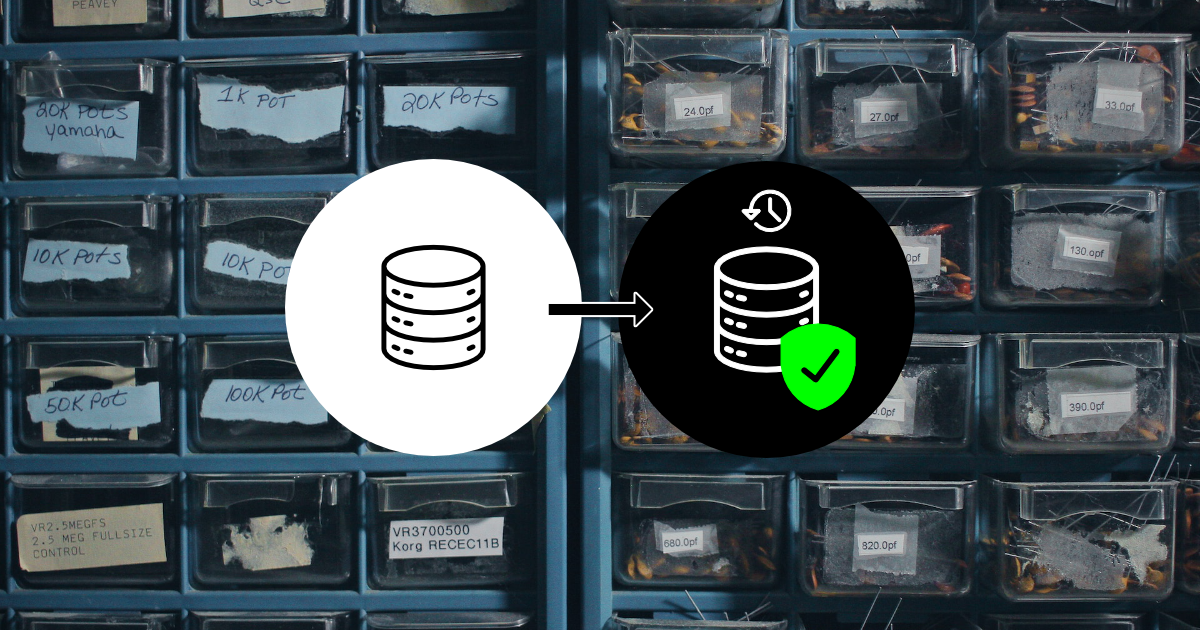 PEAVEY
QSC
20K POTS
yamaha
1K POT
20K POTS
24.0pf
27.0pf
33.0pf
10K POTS
10K PO
0pf
130.0pf
50K POT
100K POT
.0pf
390.0pf
VR2.5MEGFS
2.5 MEG FULLSIZE
CONTROL
VR3700500
Korg RECEC11B
680.0pf
820.0pf